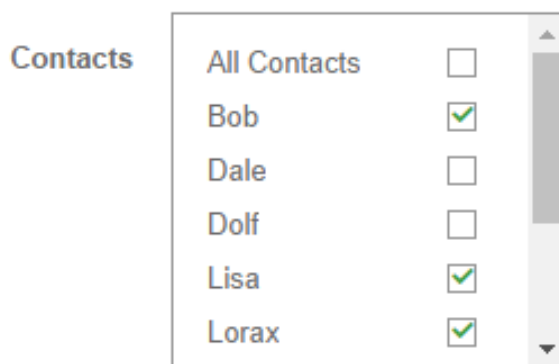 Contacts
All Contacts
Bob
Dale
Dolf
Lisa
Lorax